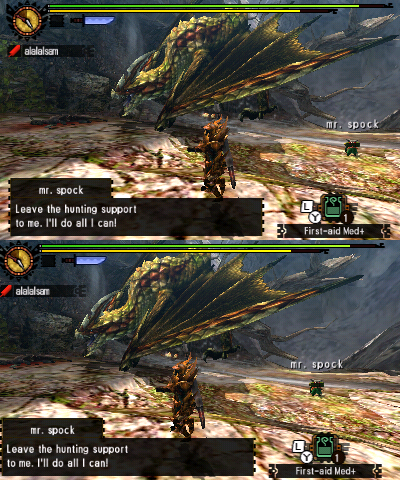 alalalsam
mr. spock
mr. spock
Leave the hunting support
to me. I'll do all I can!
L
Y
1
First-aid Med+
alalalsam
mr. spock
mr. spock
Leave the hunting support
to me. I'll do all I can!
L
Y
1
First-aid Med+